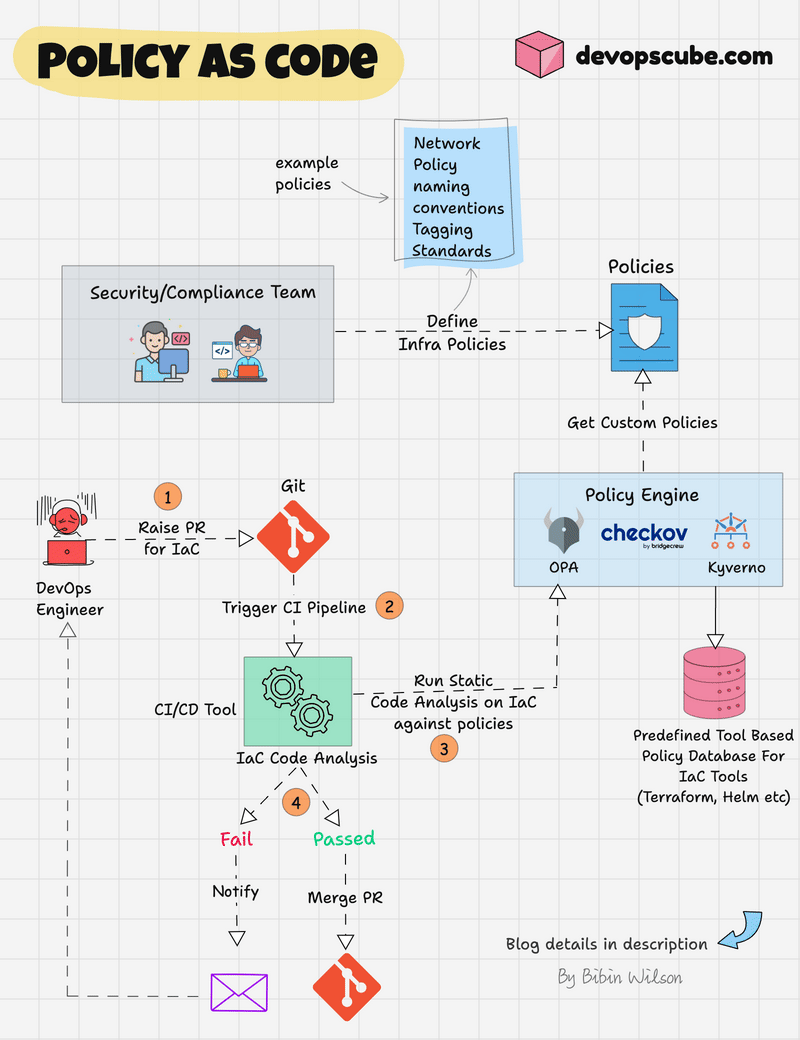 POLICY AS CODE
devopscube.com
example
policies
Network
Policy
naming
conventions
Tagging
Standards
Security/Compliance Team
</>
</>
Define
Infra Policies
Policies
Get Custom Policies
Policy Engine
checkov
by bridgecrew
OPA
Kyverno
1
Raise PR
for IaC
Git
DevOps
Engineer
Trigger CI Pipeline
2
CI/CD Tool
Run Static
Code Analysis on IaC
against policies
3
IaC Code Analysis
4
Predefined Tool Based
Policy Database For
IaC Tools
(Terraform, Helm etc)
Fail
Passed
Notify
Merge PR
Blog details in description
By Bibin Wilson